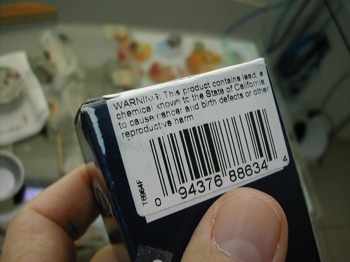 WARNING: This product contains lead, a
chemical known to the State of California
to cause cancer and birth defects or other
reproductive harm.
0 94376 88634 4